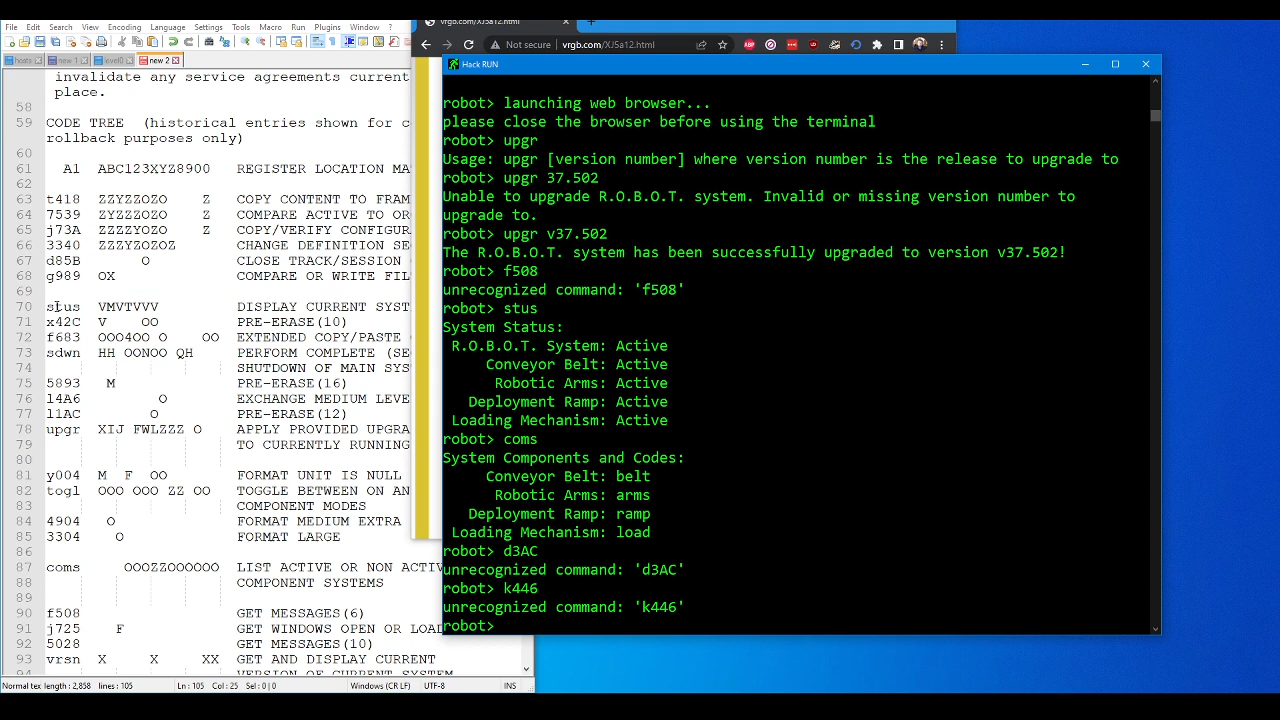 File Edit Search View Encoding Language Settings Tools Macro Run Plugins Window
new 1 level0 new 2
invalidate any service agreements current
place.
58
59 CODE TREE (historical entries shown for c
rollback purposes only)
60
61 A1 ABC123XYZ8900 REGISTER LOCATION MA
62
63 t418 ZZYZZOZO Z COPY CONTENT TO FRAM
64 7539 ZYZZZOZO Z COMPARE ACTIVE TO OR
65 j73A ZZZZYOZO Z COPY/VERIFY CONFIGUR
66 3340 ZZZYZOZOZ CHANGE DEFINITION SE
67 d85B O CLOSE TRACK/SESSION
68 g989 OX COMPARE OR WRITE FIL
69
70 stus VMVTVVV DISPLAY CURRENT SYST
71 x42C V OO PRE-ERASE(10)
72 f683 OOO4OO O OO EXTENDED COPY/PASTE
73 sdwn HH OONOO QH PERFORM COMPLETE (SE
74 SHUTDOWN OF MAIN SYS
75 5893 M PRE-ERASE(16)
76 l4A6 O EXCHANGE MEDIUM LEVE
77 l1AC O PRE-ERASE(12)
78 upgr XIJ FWLZZZ O APPLY PROVIDED UPGRA
79 TO CURRENTLY RUNNING
80
81 y004 M F OO FORMAT UNIT IS NULL
82 togl OOO OOO ZZ OO TOGGLE BETWEEN ON AN
83 COMPONENT MODES
84 4904 O FORMAT MEDIUM EXTRA
85 3304 O FORMAT LARGE
86
87 coms OOOZZOOOOOO LIST ACTIVE OR NON ACTIV
88 COMPONENT SYSTEMS
89
90 f508 GET MESSAGES(6)
91 j725 F GET WINDOWS OPEN OR LOAD
92 5028 GET MESSAGES(10)
93 vrsn X X XX GET AND DISPLAY CURRENT
94 VERSION OF CURRENT SYSTEM
Normal tex length : 2,858 lines : 105 Ln : 105 Col : 25 Sel : 0 | 0 Windows (CR LF) UTF-8 INS
vrgb.com/XJ5a12.html
Not secure vrgb.com/XJ5a12.html
Hack RUN
robot> launching web browser...
please close the browser before using the terminal
robot> upgr
Usage: upgr [version number] where version number is the release to upgrade to
robot> upgr 37.502
Unable to upgrade R.O.B.O.T. system. Invalid or missing version number to
upgrade to.
robot> upgr v37.502
The R.O.B.O.T. system has been successfully upgraded to version v37.502!
robot> f508
unrecognized command: 'f508'
robot> stus
System Status:
R.O.B.O.T. System: Active
Conveyor Belt: Active
Robotic Arms: Active
Deployment Ramp: Active
Loading Mechanism: Active
robot> coms
System Components and Codes:
Conveyor Belt: belt
Robotic Arms: arms
Deployment Ramp: ramp
Loading Mechanism: load
robot> d3AC
unrecognized command: 'd3AC'
robot> k446
unrecognized command: 'k446'
robot>